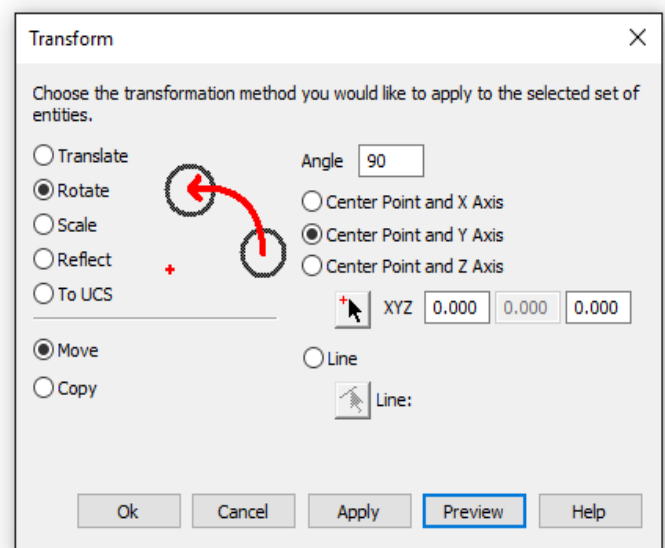 Transform
Choose the transformation method you would like to apply to the selected set of
entities.
Translate
Rotate
Scale
Reflect
To UCS
Move
Copy
Angle 90
Center Point and X Axis
Center Point and Y Axis
Center Point and Z Axis
XYZ 0.000 0.000 0.000
Line
Line:
Ok Cancel Apply Preview Help